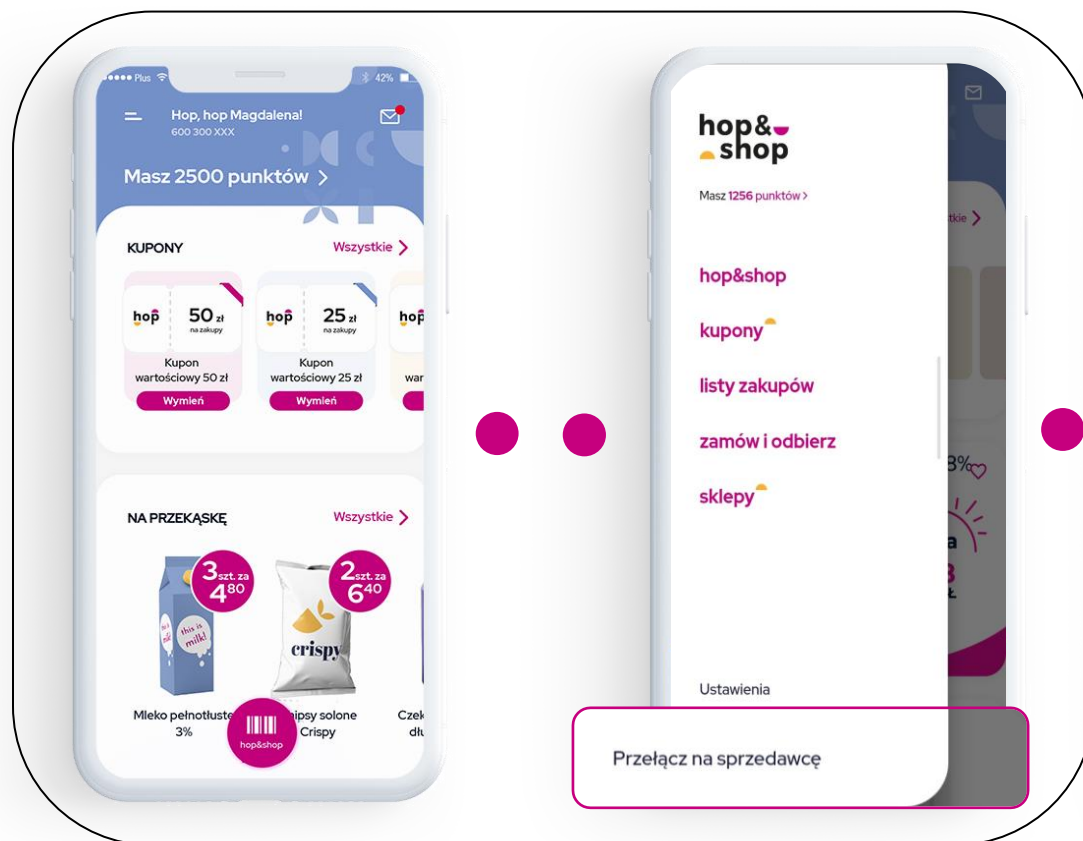 Plus
42%
Hop, hop Magdalena!
600 300 XXX
Masz 2500 punktów >
KUPONY
Wszystkie >
hop
50 zł
na zakupy
hop
25 zł
na zakupy
hop
Kupon
wartościowy 50 zł
Kupon
wartościowy 25 zł
Wymień
Wymień
NA PRZEKĄSKĘ
Wszystkie >
3 szt. za
4 80
2 szt. za
6 40
this is
milk!
crispy
Mleko pełnotłuste
3%
Crispy
solone
hop&shop
hop&
shop
Masz 1256 punktów >
hop&shop
kupony
listy zakupów
zamów i odbierz
sklepy
Ustawienia
Przełącz na sprzedawcę